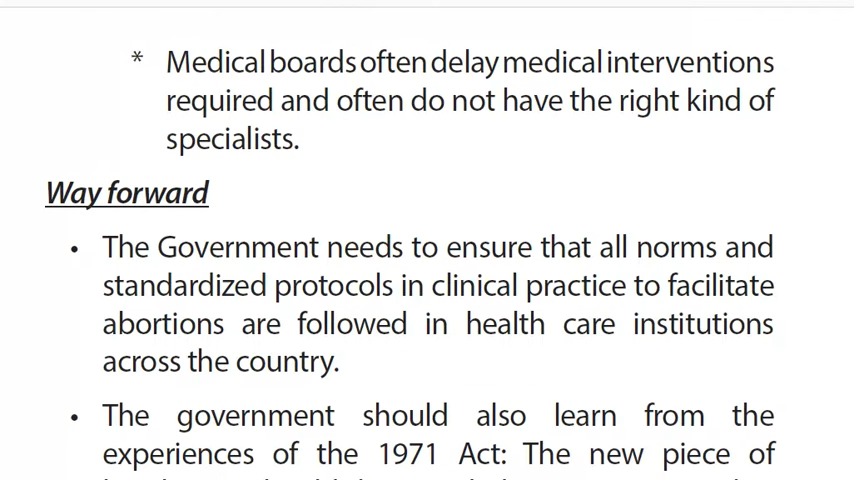 * Medical boards often delay medical interventions
required and often do not have the right kind of
specialists.
Way forward
• The Government needs to ensure that all norms and
standardized protocols in clinical practice to facilitate
abortions are followed in health care institutions
across the country.
• The government should also learn from the
experiences of the 1971 Act: The new piece of